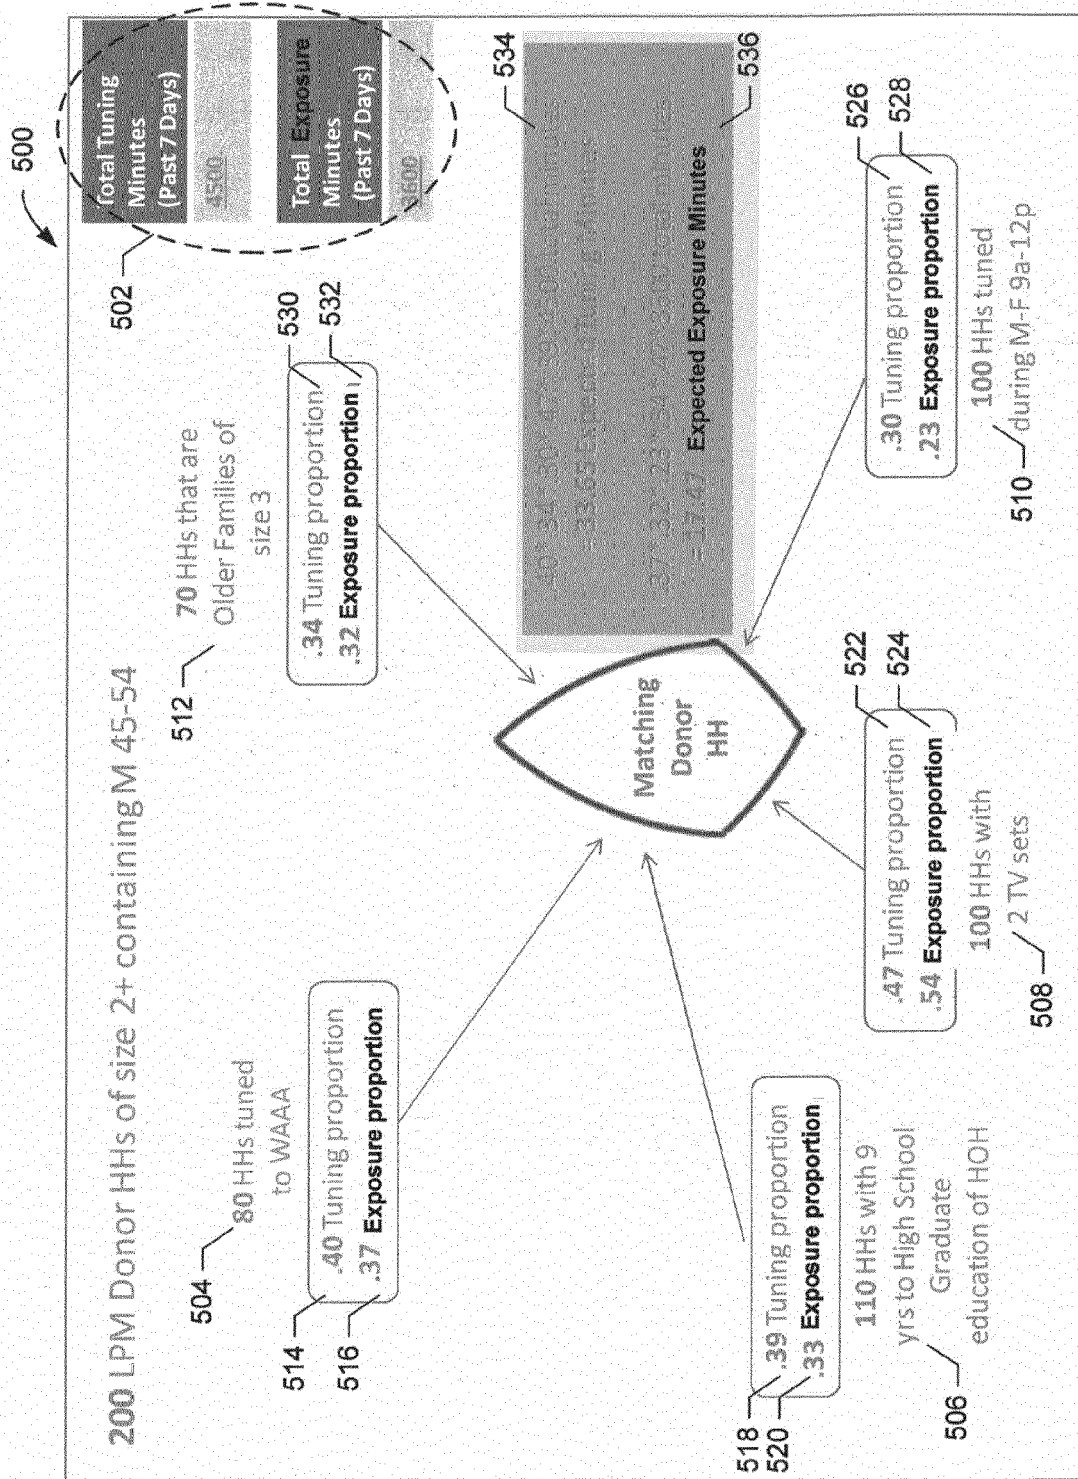 500
200 LPM Donor HHs of size 2+ containing M 45-54
502
Total Tuning
Minutes
(Past 7 Days)
4500
Total Exposure
Minutes
(Past 7 Days)
504
80 HHs tuned
to WAAA
514
.40 Tuning proportion
516
.37 Exposure proportion
512
70 HHs that are
Older Families of
size 3
530
.34 Tuning proportion
532
.32 Exposure proportion
Matching
Donor
HH
534
Expected Exposure Minutes
536
518
.39 Tuning proportion
520
.33 Exposure proportion
110 HHs with 9
yrs to High School
Graduate
education of HOH
506
522
.47 Tuning proportion
524
.54 Exposure proportion
100 HHs with
2 TV sets
508
526
.30 Tuning proportion
528
.23 Exposure proportion
100 HHs tuned
during M-F 9a-12p
510